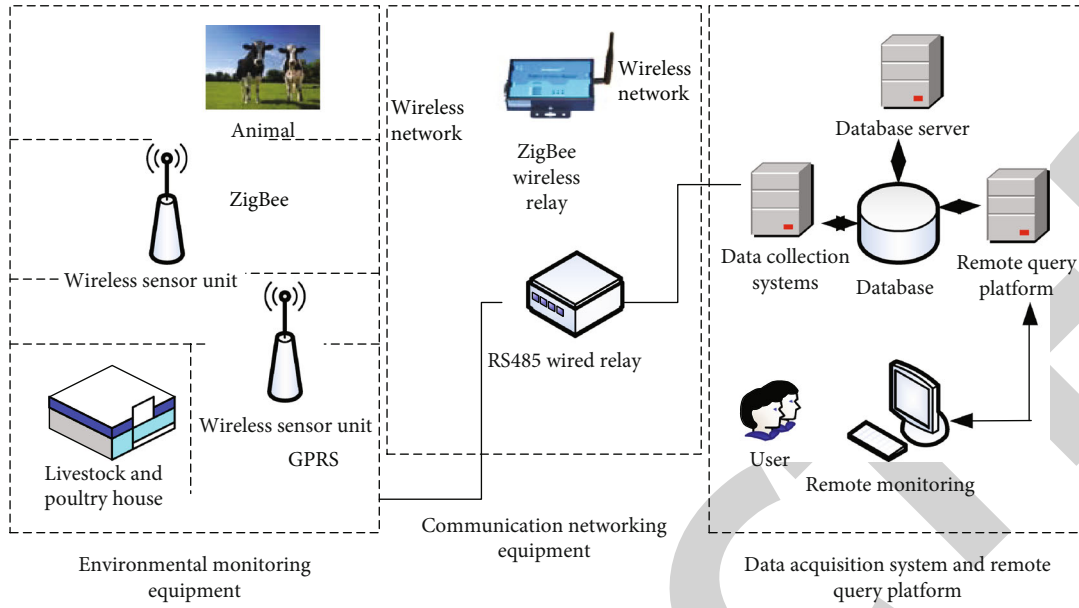 Animal
ZigBee
Wireless sensor unit
Wireless sensor unit
GPRS
Livestock and
poultry house
Environmental monitoring
equipment
Wireless
network
Wireless
network
ZigBee
wireless
relay
RS485 wired relay
Communication networking
equipment
Database server
Data collection
systems
Database
Remote query
platform
User
Remote monitoring
Data acquisition system and remote
query platform